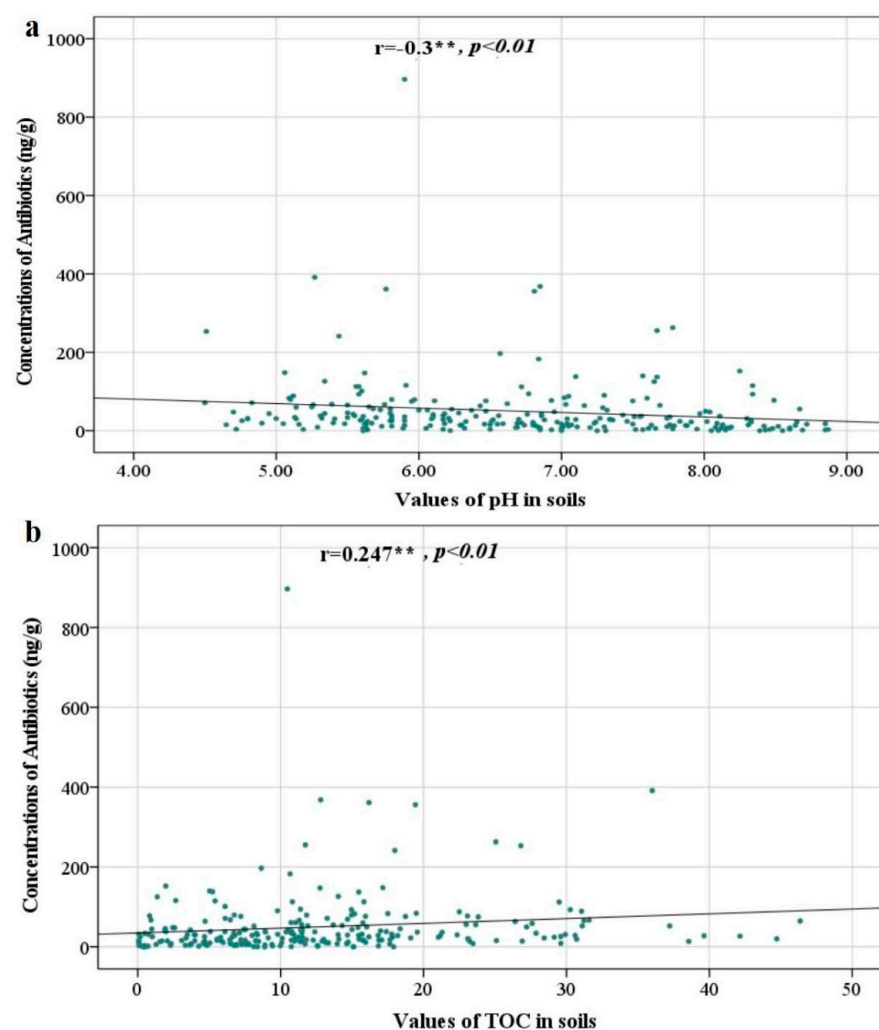 a
r=-0.3**, p<0.01
1000
800
600
400
200
0
Concentrations of Antibiotics (ng/g)
4.00 5.00 6.00 7.00 8.00 9.00
Values of pH in soils
b
r=0.247** , p<0.01
1000
800
600
400
200
0
Concentrations of Antibiotics (ng/g)
0 10 20 30 40 50
Values of TOC in soils